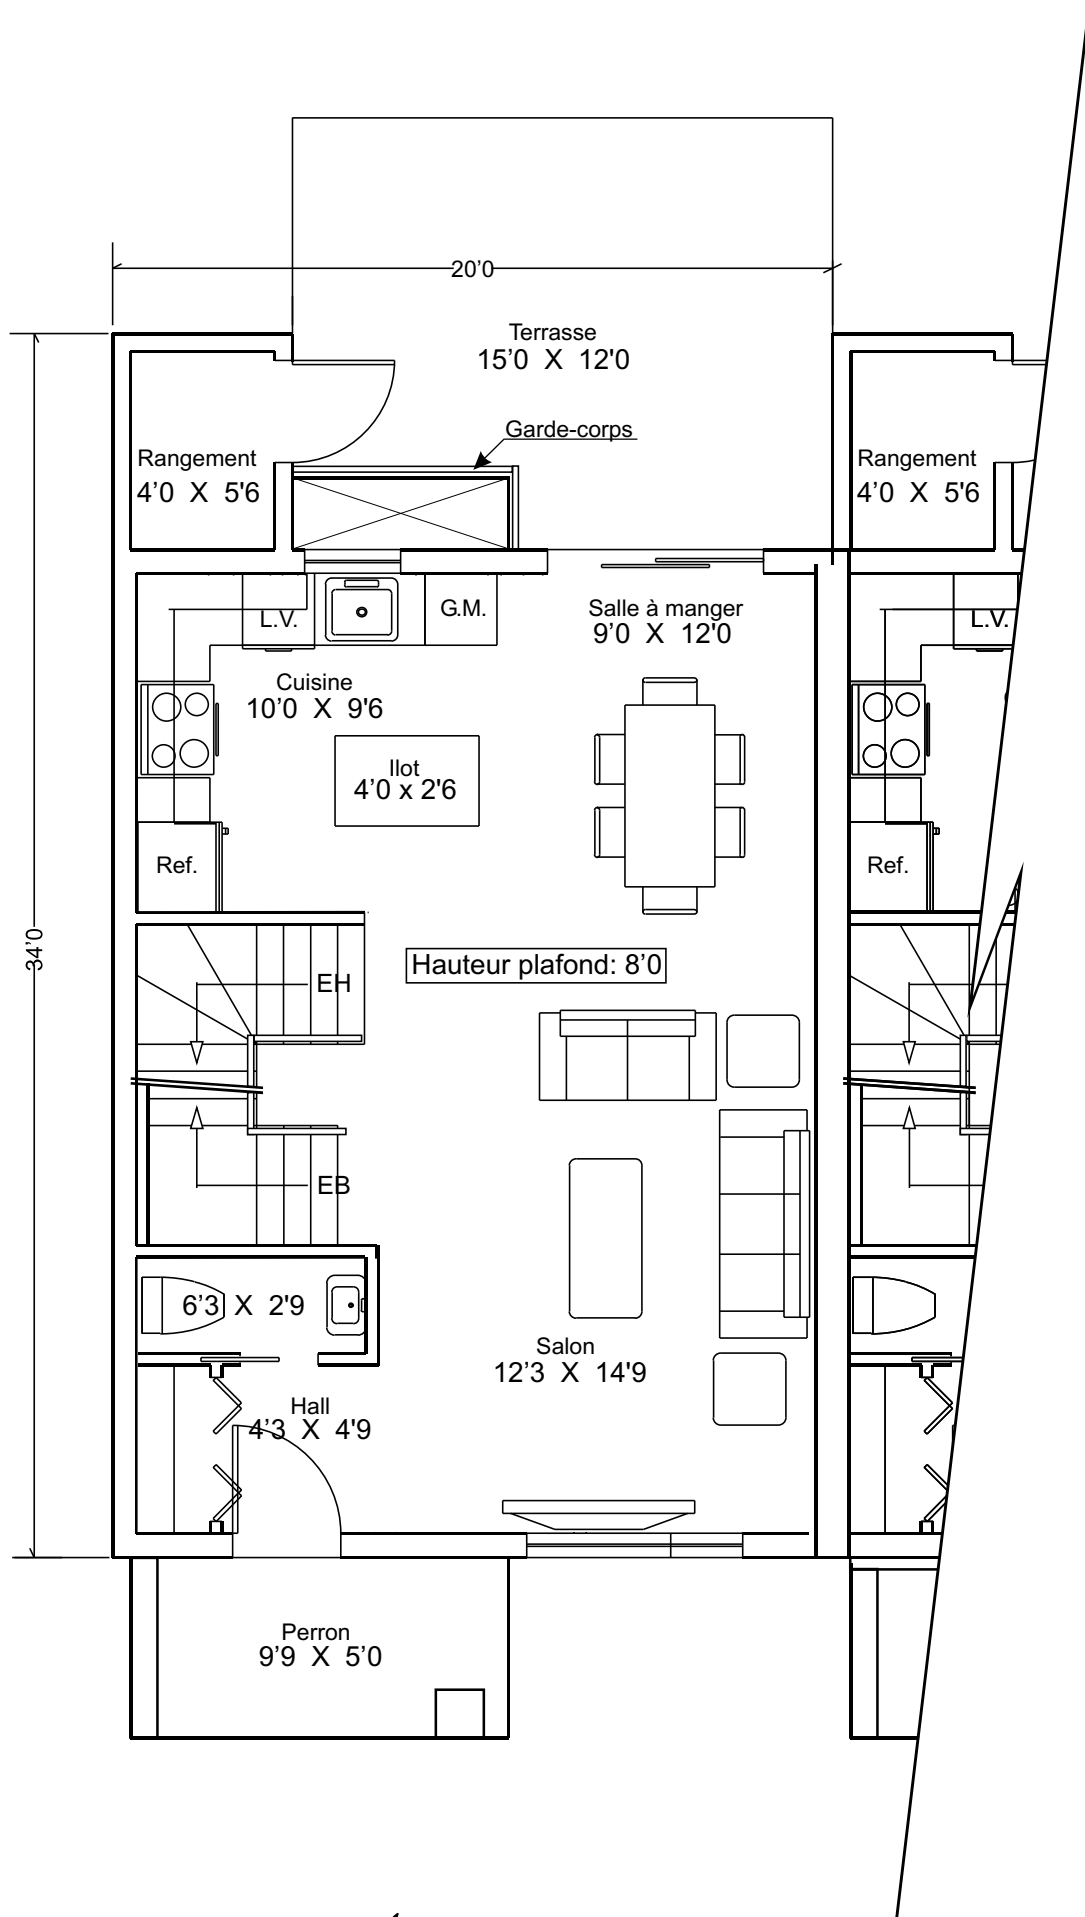 20'0
Terrasse
15'0 X 12'0
Garde-corps
Rangement
4'0 X 5'6
Rangement
4'0 X 5'6
L.V.
G.M.
Salle à manger
9'0 X 12'0
L.V.
Cuisine
10'0 X 9'6
Ilot
4'0 x 2'6
Ref.
Ref.
34'0
Hauteur plafond: 8'0
EH
EB
6'3 X 2'9
Salon
12'3 X 14'9
Hall
4'3 X 4'9
Perron
9'9 X 5'0